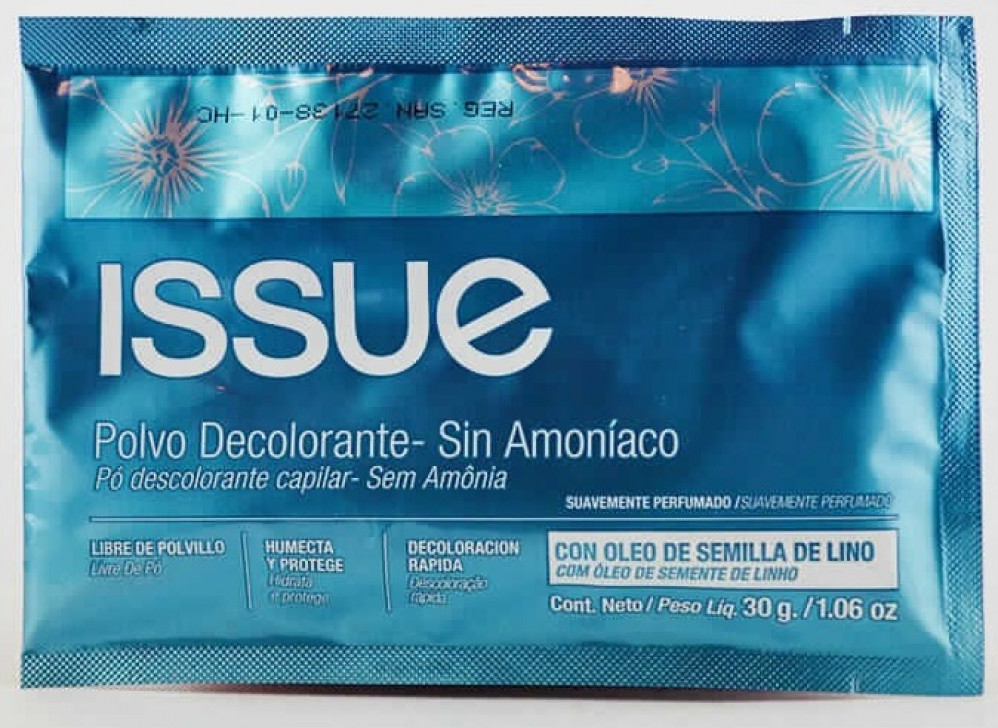 REG. SAN. 27138-01-HC
ISSUE
Polvo Decolorante- Sin Amoníaco
Pó descolorante capilar- Sem Amônia
SUAVEMENTE PERFUMADO / SUAVEMENTE PERFUMADO
LIBRE DE POLVILLO
Livre De Pó
HUMECTA
Y PROTEGE
Hidrata
e protege
DECOLORACION
RAPIDA
Descoloração
rápida
CON OLEO DE SEMILLA DE LINO
COM ÓLEO DE SEMENTE DE LINHO
Cont. Neto / Peso Líq. 30 g. / 1.06 oz